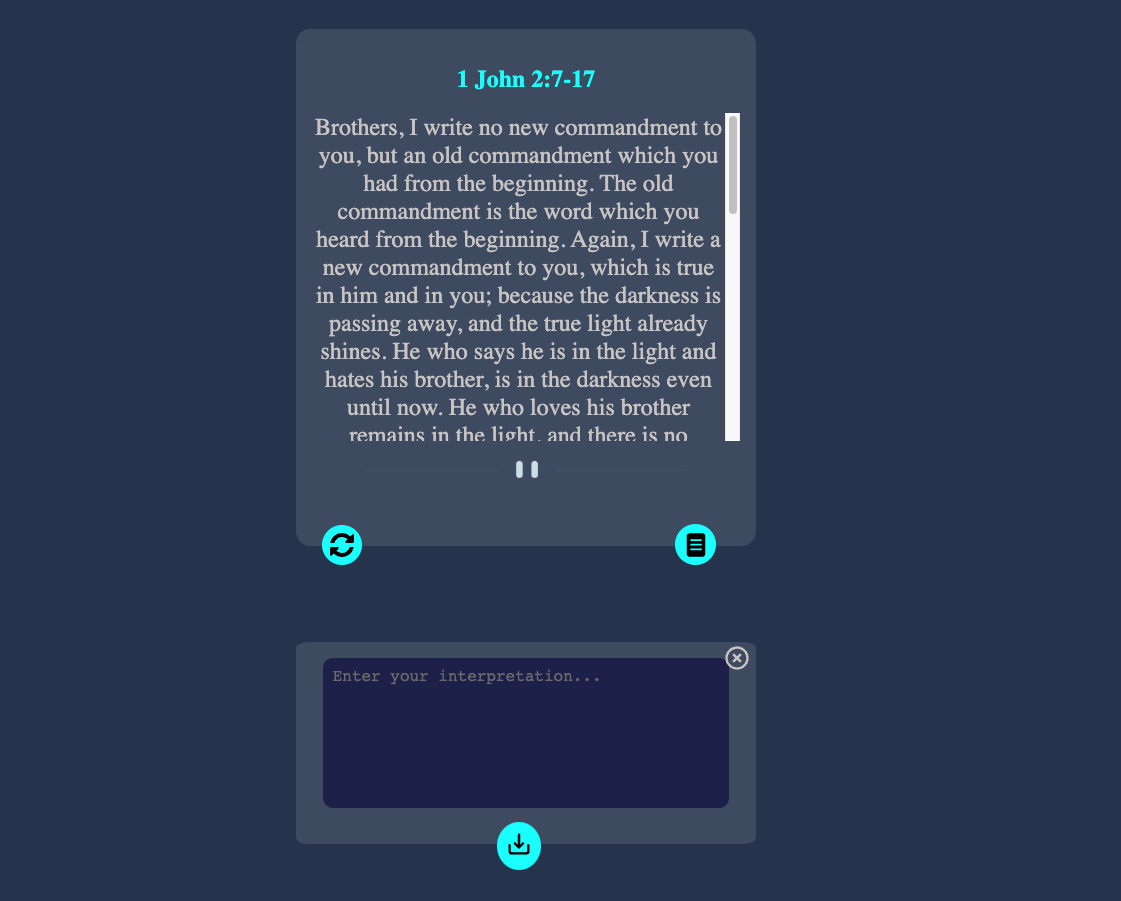 1 John 2:7-17
Brothers, I write no new commandment to
you, but an old commandment which you
had from the beginning. The old
commandment is the word which you
heard from the beginning. Again, I write a
new commandment to you, which is true
in him and in you; because the darkness is
passing away, and the true light already
shines. He who says he is in the light and
hates his brother, is in the darkness even
until now. He who loves his brother
remains in the light, and there is no
Enter your interpretation...